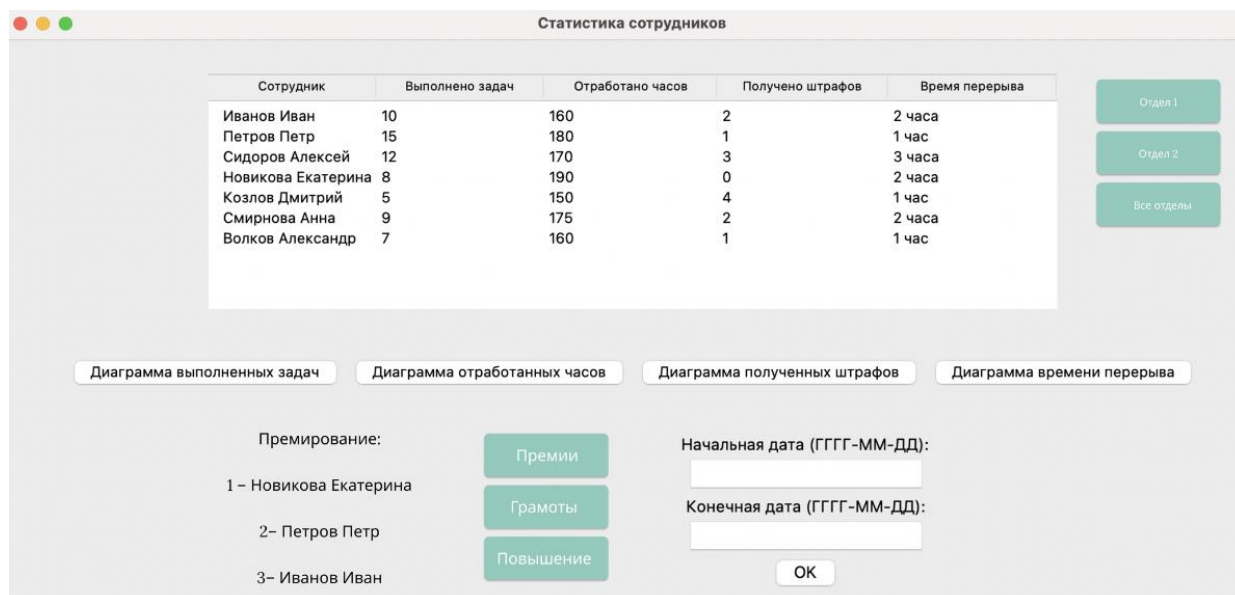 Статистика сотрудников
Сотрудник Выполнено задач Отработано часов Получено штрафов Время перерыва
Иванов Иван 10 160 2 2 часа
Петров Петр 15 180 1 1 час
Сидоров Алексей 12 170 3 3 часа
Новикова Екатерина 8 190 0 2 часа
Козлов Дмитрий 5 150 4 1 час
Смирнова Анна 9 175 2 2 часа
Волков Александр 7 160 1 1 час
Отдел 1
Отдел 2
Все отделы
Диаграмма выполненных задач Диаграмма отработанных часов Диаграмма полученных штрафов Диаграмма времени перерыва
Премирование:
1 – Новикова Екатерина
2– Петров Петр
3– Иванов Иван
Премии
Грамоты
Повышение
Начальная дата (ГГГГ-ММ-ДД):
Конечная дата (ГГГГ-ММ-ДД):
OK